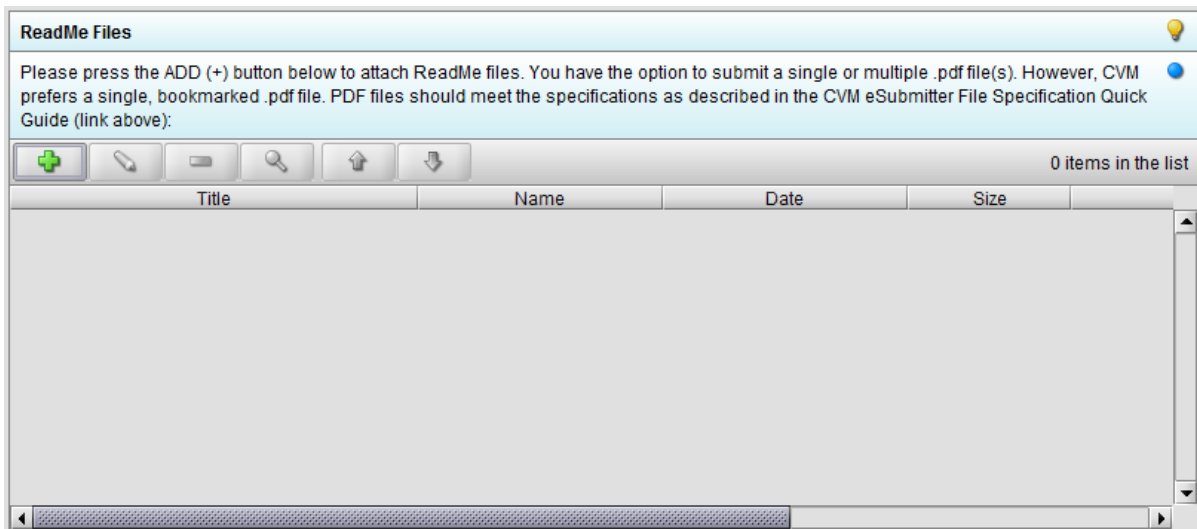 ReadMe Files
Please press the ADD (+) button below to attach ReadMe files. You have the option to submit a single or multiple .pdf file(s). However, CVM
prefers a single, bookmarked .pdf file. PDF files should meet the specifications as described in the CVM eSubmitter File Specification Quick
Guide (link above):
0 items in the list
Title Name Date Size